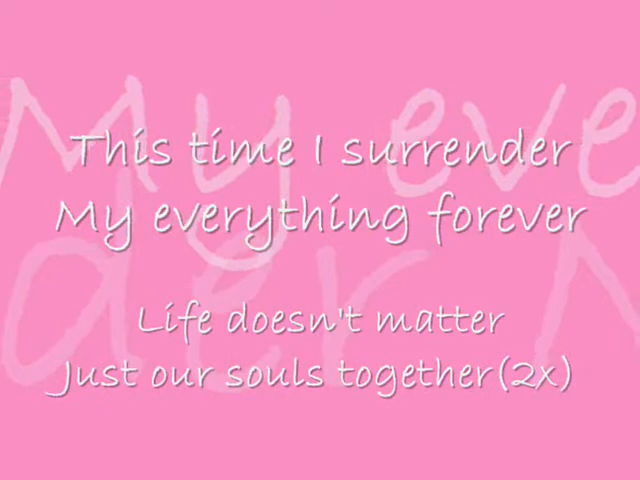 This time I surrender
My everything forever
Life doesn't matter
Just our souls together(2x)